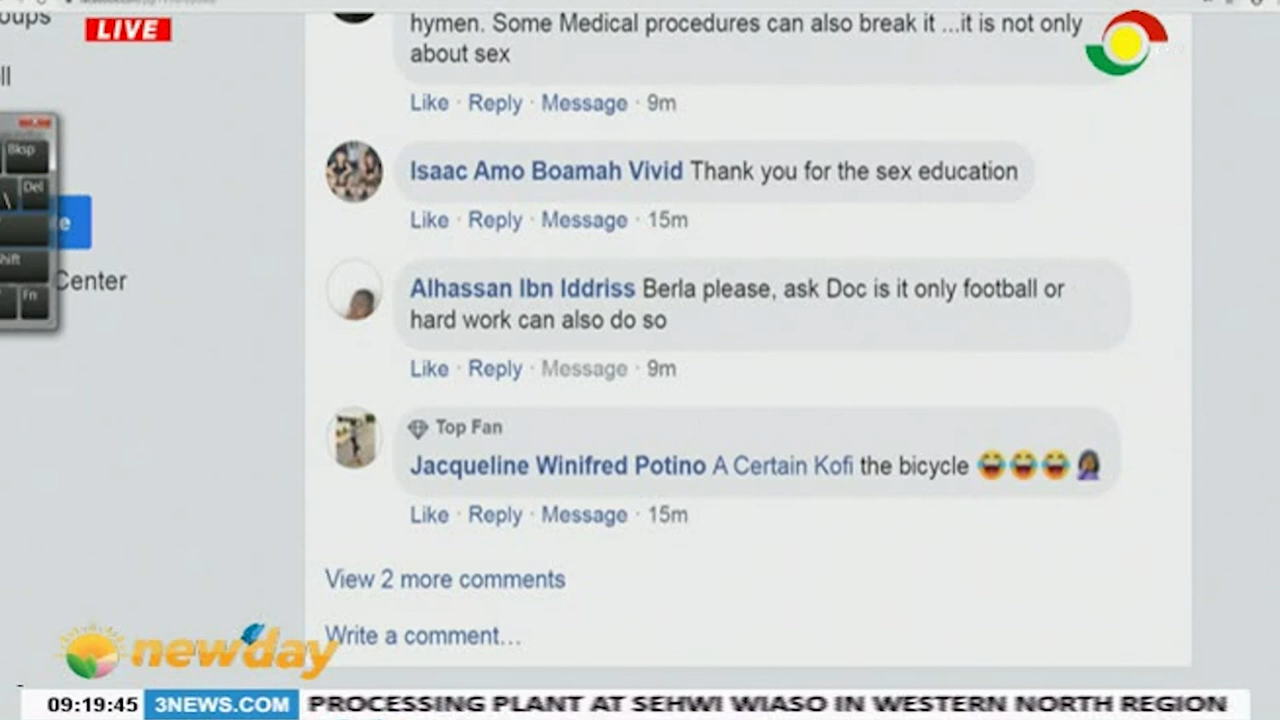 oups
LIVE
hymen. Some Medical procedures can also break it ...it is not only
about sex
ll
Like · Reply · Message · 9m
Bksp
Isaac Amo Boamah Vivid Thank you for the sex education
Del
\
Like · Reply · Message · 15m
e
Shift
Center
Alhassan Ibn Iddriss Berla please, ask Doc is it only football or
Fn
hard work can also do so
Like · Reply · Message · 9m
Top Fan
Jacqueline Winifred Potino A Certain Kofi the bicycle 😂😂😂🤦🏾‍♀️
Like · Reply · Message · 15m
View 2 more comments
Write a comment...
newday
09:19:45 3NEWS.COM PROCESSING PLANT AT SEHWI WIASO IN WESTERN NORTH REGION